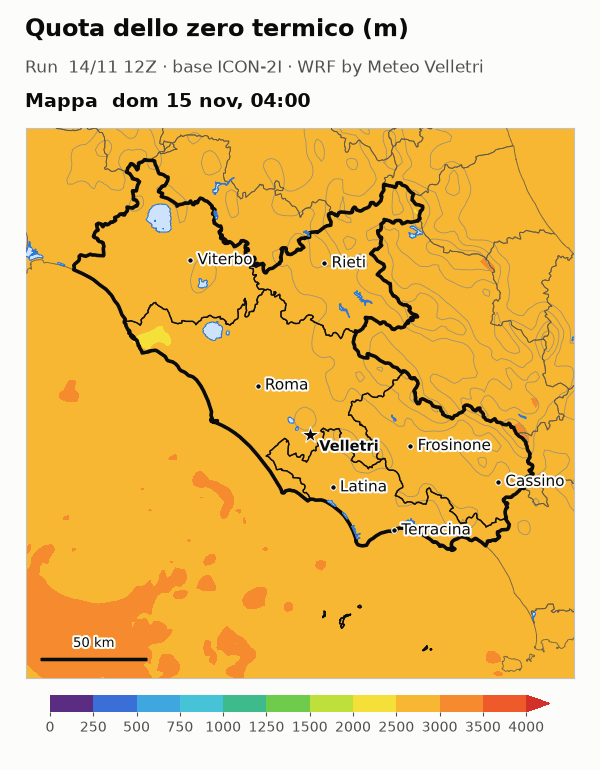 Quota dello zero termico (m)
Run  14/11 12Z · base ICON-2I · WRF by Meteo Velletri
Mappa  dom 15 nov, 04:00
Viterbo
Rieti
Roma
Velletri
Frosinone
Latina
Cassino
Terracina
50 km
0 250 500 750 1000 1250 1500 2000 2500 3000 3500 4000